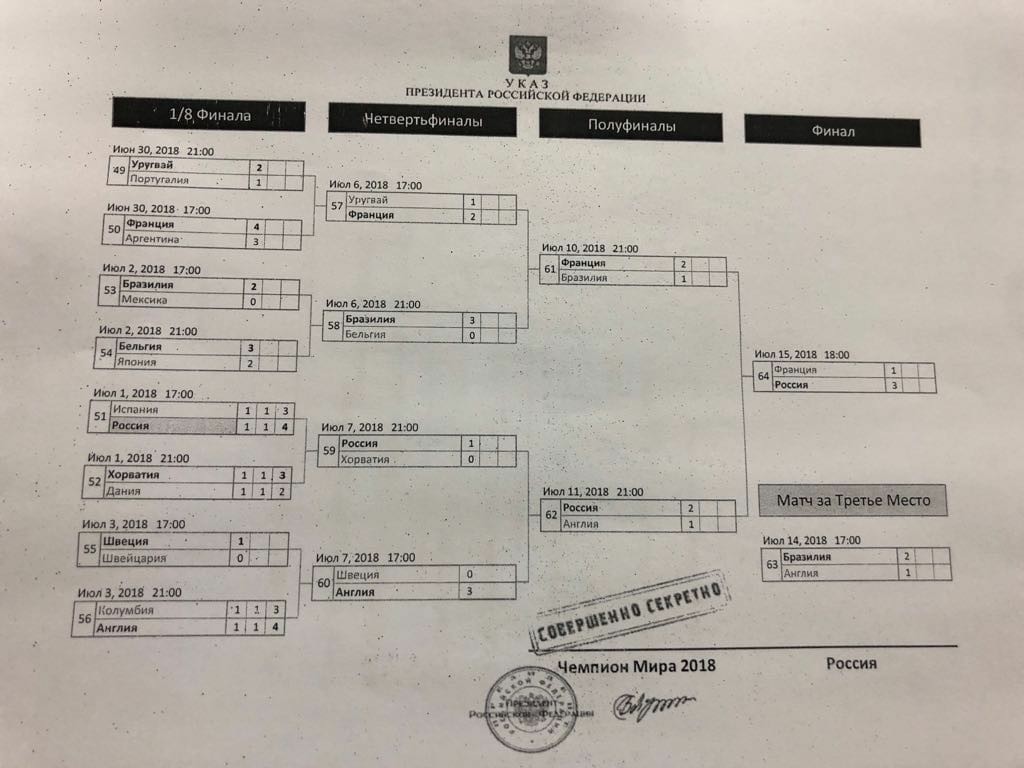 УКАЗ
ПРЕЗИДЕНТА РОССИЙСКОЙ ФЕДЕРАЦИИ
1/8 Финала
Июн 30, 2018 21:00
49 Уругвай 2
Португалия 1
Июн 30, 2018 17:00
50 Франция 4
Аргентина 3
Июл 2, 2018 17:00
53 Бразилия 2
Мексика 0
Июл 2, 2018 21:00
54 Бельгия 3
Япония 2
Июл 1, 2018 17:00
51 Испания 1 1 3
Россия 1 1 4
Июл 1, 2018 21:00
52 Хорватия 1 1 3
Дания 1 1 2
Июл 3, 2018 17:00
55 Швеция 1
Швейцария 0
Июл 3, 2018 21:00
56 Колумбия 1 1 3
Англия 1 1 4
Четвертьфиналы
Июл 6, 2018 17:00
57 Уругвай 1
Франция 2
Июл 6, 2018 21:00
58 Бразилия 3
Бельгия 0
Июл 7, 2018 21:00
59 Россия 1
Хорватия 0
Июл 7, 2018 17:00
60 Швеция 0
Англия 3
Полуфиналы
Июл 10, 2018 21:00
61 Франция 2
Бразилия 1
Июл 11, 2018 21:00
62 Россия 2
Англия 1
Финал
Июл 15, 2018 18:00
64 Франция 1
Россия 3
Матч за Третье Место
Июл 14, 2018 17:00
63 Бразилия 2
Англия 1
СОВЕРШЕННО СЕКРЕТНО
Чемпион Мира 2018 Россия
ПРЕЗИДЕНТ
РОССИЙСКОЙ ФЕДЕРАЦИИ